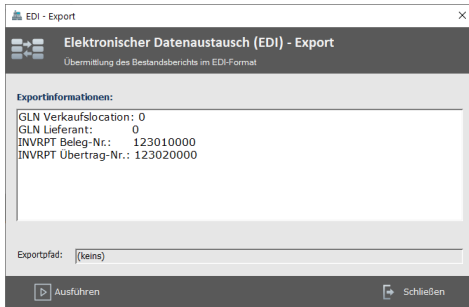 EDI - Export
Elektronischer Datenaustausch (EDI) - Export
Übermittlung des Bestandsberichts im EDI-Format
Exportinformationen:
GLN Verkaufslocation: 0
GLN Lieferant: 0
INVRPT Beleg-Nr.: 123010000
INVRPT Übertrag-Nr.: 123020000
Exportpfad: (keins)
Ausführen Schließen